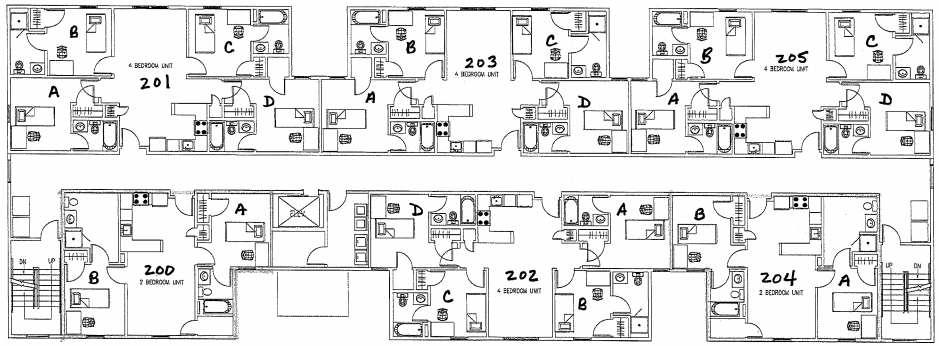 B
C
4 BEDROOM UNIT
201
A
D
B
C
203
4 BEDROOM UNIT
A
D
B
C
205
4 BEDROOM UNIT
A
D
A
200
2 BEDROOM UNIT
B
DN UP
ELEV.
D
A
202
4 BEDROOM UNIT
C
B
B
204
2 BEDROOM UNIT
A
UP DN